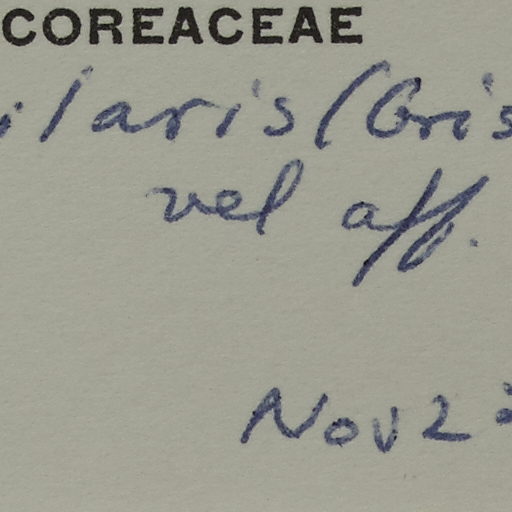 COREACEAE
ilaris (Gris
vel aff.
Nov 2